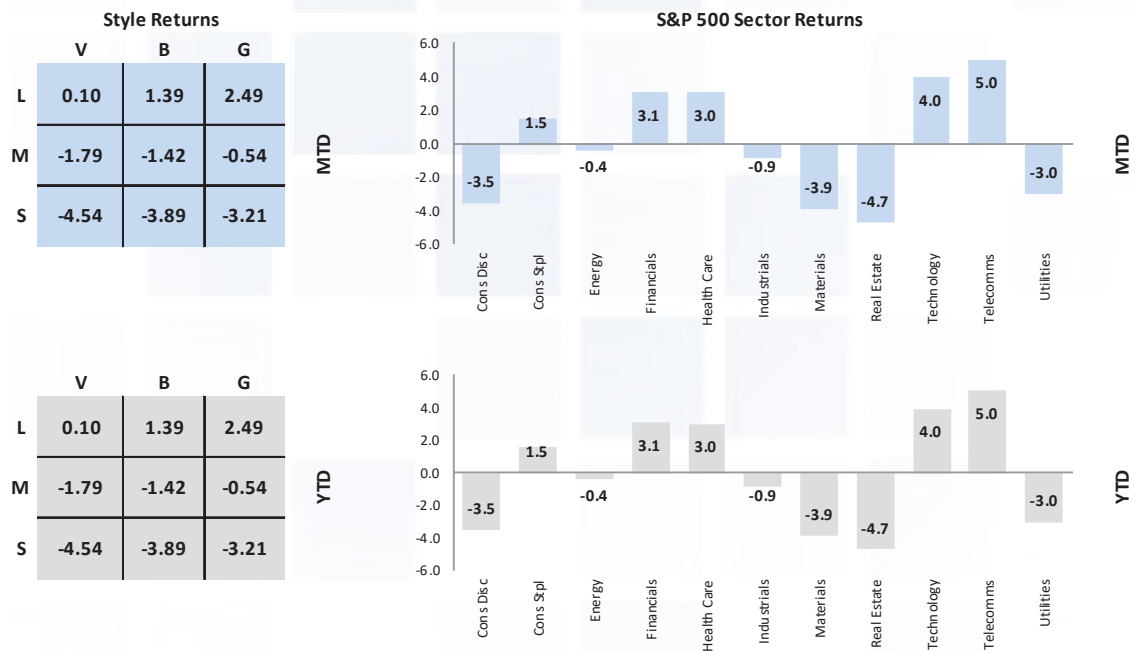 Style Returns
V B G
L 0.10 1.39 2.49
M -1.79 -1.42 -0.54
S -4.54 -3.89 -3.21
MTD
S&P 500 Sector Returns
6.0
4.0
2.0
0.0
-2.0
-4.0
-6.0
-3.5 1.5 -0.4 3.1 3.0 -0.9 -3.9 -4.7 4.0 5.0 -3.0
Cons Disc
Cons Stpl
Energy
Financials
Health Care
Industrials
Materials
Real Estate
Technology
Telecomms
Utilities
MTD
V B G
L 0.10 1.39 2.49
M -1.79 -1.42 -0.54
S -4.54 -3.89 -3.21
YTD
6.0
4.0
2.0
0.0
-2.0
-4.0
-6.0
-3.5 1.5 -0.4 3.1 3.0 -0.9 -3.9 -4.7 4.0 5.0 -3.0
Cons Disc
Cons Stpl
Energy
Financials
Health Care
Industrials
Materials
Real Estate
Technology
Telecomms
Utilities
YTD